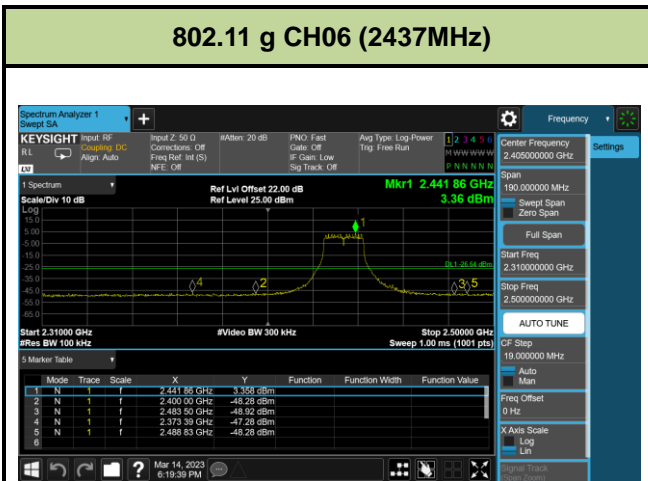 802.11 g CH06 (2437MHz)
Spectrum Analyzer 1
Swept SA
+
Frequency
KEYSIGHT
RL
LXI
Input: RF
Coupling: DC
Align: Auto
Input Z: 50 Ω
Corrections: Off
Freq Ref: Int (S)
NFE: Off
#Atten: 20 dB
PNO: Fast
Gate: Off
IF Gain: Low
Sig Track: Off
Avg Type: Log-Power
Trig: Free Run
1 2 3 4 5 6
M W W W W W
P N N N N N
1 Spectrum
Scale/Div 10 dB
Ref Lvl Offset 22.00 dB
Ref Level 25.00 dBm
Mkr1 2.441 86 GHz
3.36 dBm
Log
15.0
5.00
-5.00
-15.0
-25.0
-35.0
-45.0
-55.0
-65.0
1
DL1 -26.64 dBm
4
2
3
5
Start 2.31000 GHz
#Video BW 300 kHz
Stop 2.50000 GHz
#Res BW 100 kHz
Sweep 1.00 ms (1001 pts)
5 Marker Table
Mode Trace Scale X Y Function Function Width Function Value
1 N 1 f 2.441 86 GHz 3.358 dBm
2 N 1 f 2.400 00 GHz -48.28 dBm
3 N 1 f 2.483 50 GHz -48.92 dBm
4 N 1 f 2.373 39 GHz -47.28 dBm
5 N 1 f 2.488 83 GHz -48.28 dBm
6
Mar 14, 2023
6:19:39 PM
?
Center Frequency
2.405000000 GHz
Settings
Span
190.000000 MHz
Swept Span
Zero Span
Full Span
Start Freq
2.310000000 GHz
Stop Freq
2.500000000 GHz
AUTO TUNE
CF Step
19.000000 MHz
Auto
Man
Freq Offset
0 Hz
X Axis Scale
Log
Lin
Signal Track
(Span Zoom)